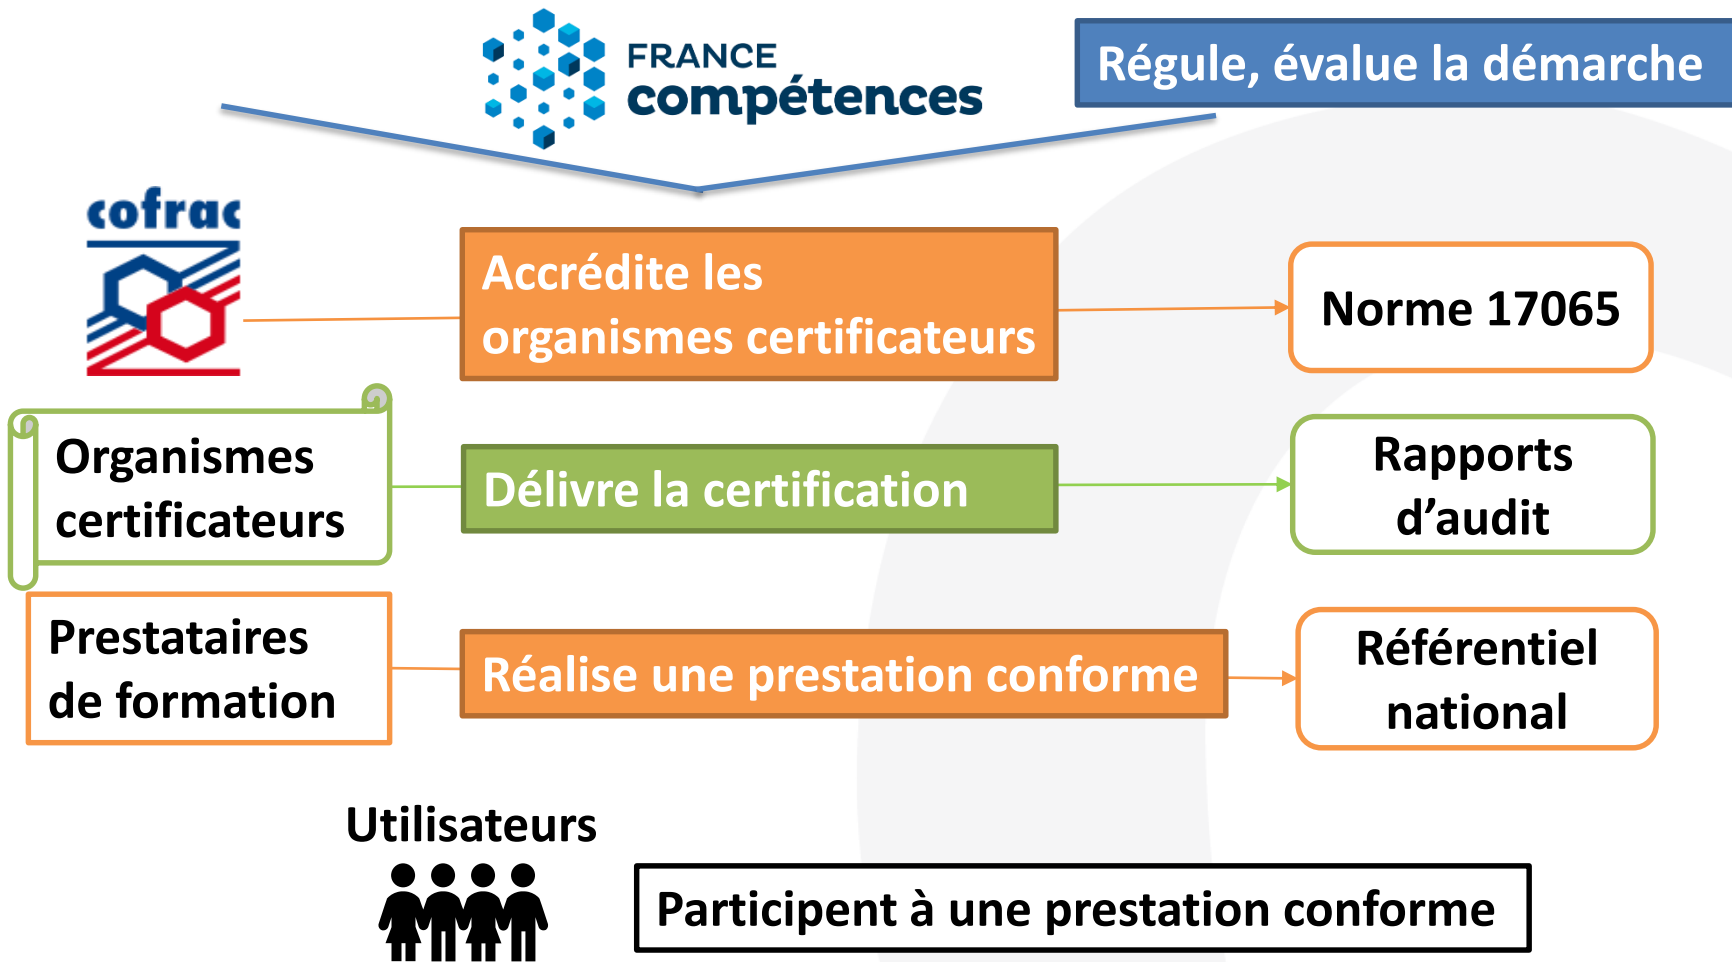 FRANCE
compétences
Régule, évalue la démarche
cofrac
Accrédite les
organismes certificateurs
Norme 17065
Organismes
certificateurs
Délivre la certification
Rapports
d’audit
Prestataires
de formation
Réalise une prestation conforme
Référentiel
national
Utilisateurs
Participent à une prestation conforme